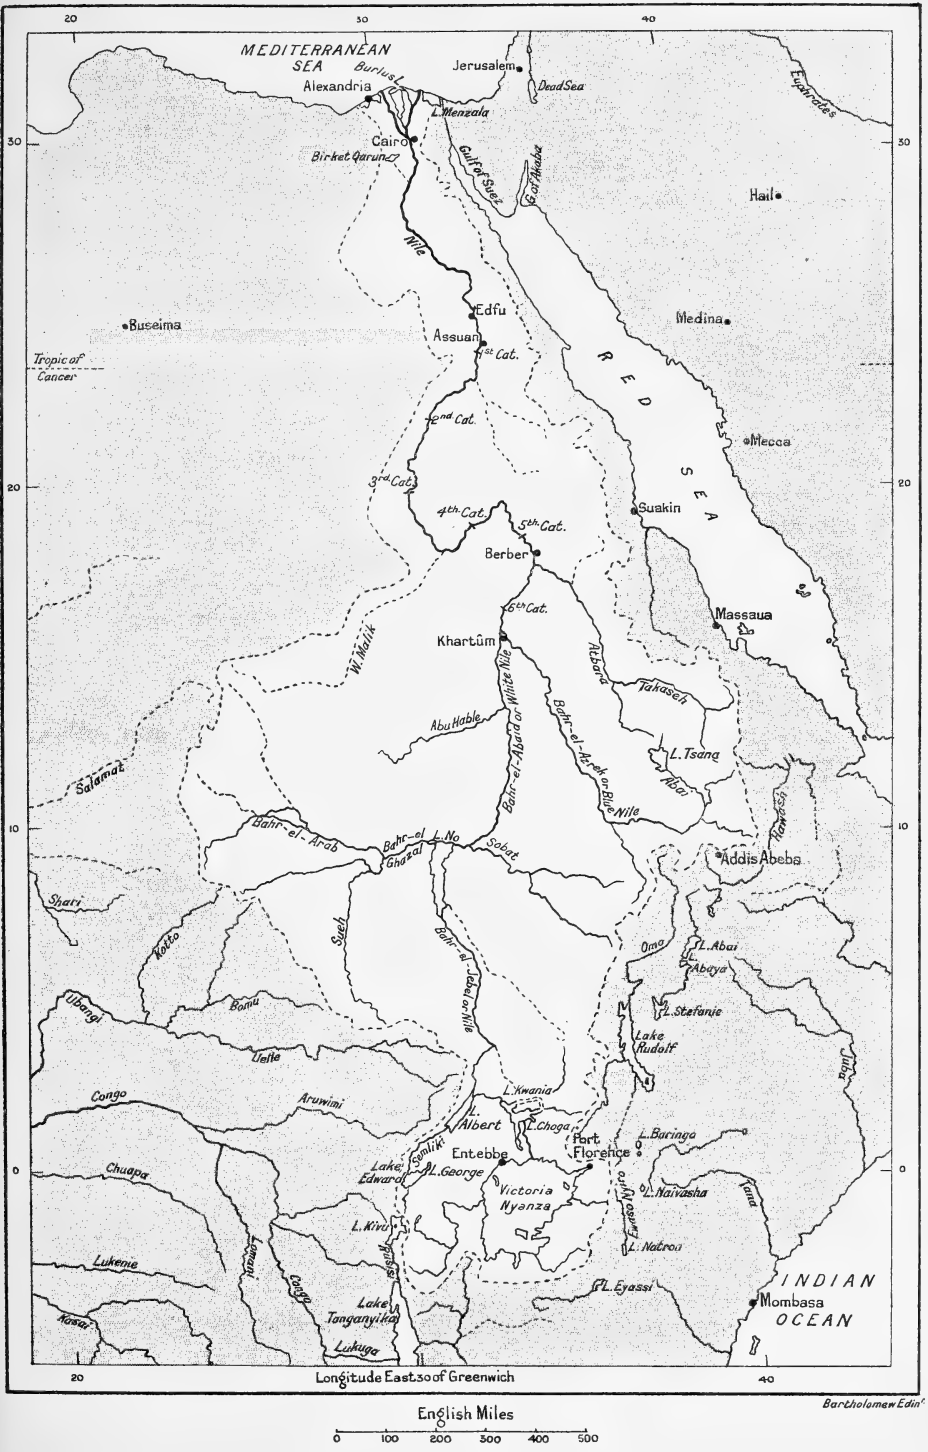 20
30
40
MEDITERRANEAN
SEA
Burlus L.
Jerusalem
Alexandria
Dead Sea
Euphrates
L. Menzala
30
Cairo
30
Birket Qarun
Gulf of Suez
G. of Akaba
Hail
Nile
Edfu
Medina
Buseima
Assuan
1st Cat.
Tropic of
Cancer
RED SEA
2nd Cat.
Mecca
3rd Cat.
20
20
4th Cat.
Suakin
5th Cat.
Berber
6th Cat.
Massaua
Khartûm
W. Malik
Atbara
Takaseh
Abu Hable
Bahr-el-Abaid or White Nile
Bahr-el-Azrek or Blue Nile
L. Tsana
Abai
Salamat
Hawash
10
10
Bahr-el-Arab
Bahr-el
Ghazal
L. No
Sobat
Addis Abeba
Shari
Kotto
Sueh
Bahr-el-Jebel or Nile
Omo
L. Abai
L.
Abaya
Ubangi
Bomu
L. Stefanie
Lake
Rudolf
Uelle
Juba
L. Kwania
Congo
Aruwimi
L.
Albert
L. Choga
Port
Florence
L. Baringo
Semliki
Entebbe
0
0
Chuapa
Lake
Edward
L. George
Victoria
Nyanza
L. Naivasha
Tana
Ewaso Nyiro
L. Kivu
L. Natron
Lukenie
Lomani
Congo
Rusisi
L. Eyassi
INDIAN
OCEAN
Mombasa
Kasai
Lake
Tanganyika
Lukuga
20
Longitude East 30 of Greenwich
40
Bartholomew Edinr.
English Miles
0 100 200 300 400 500